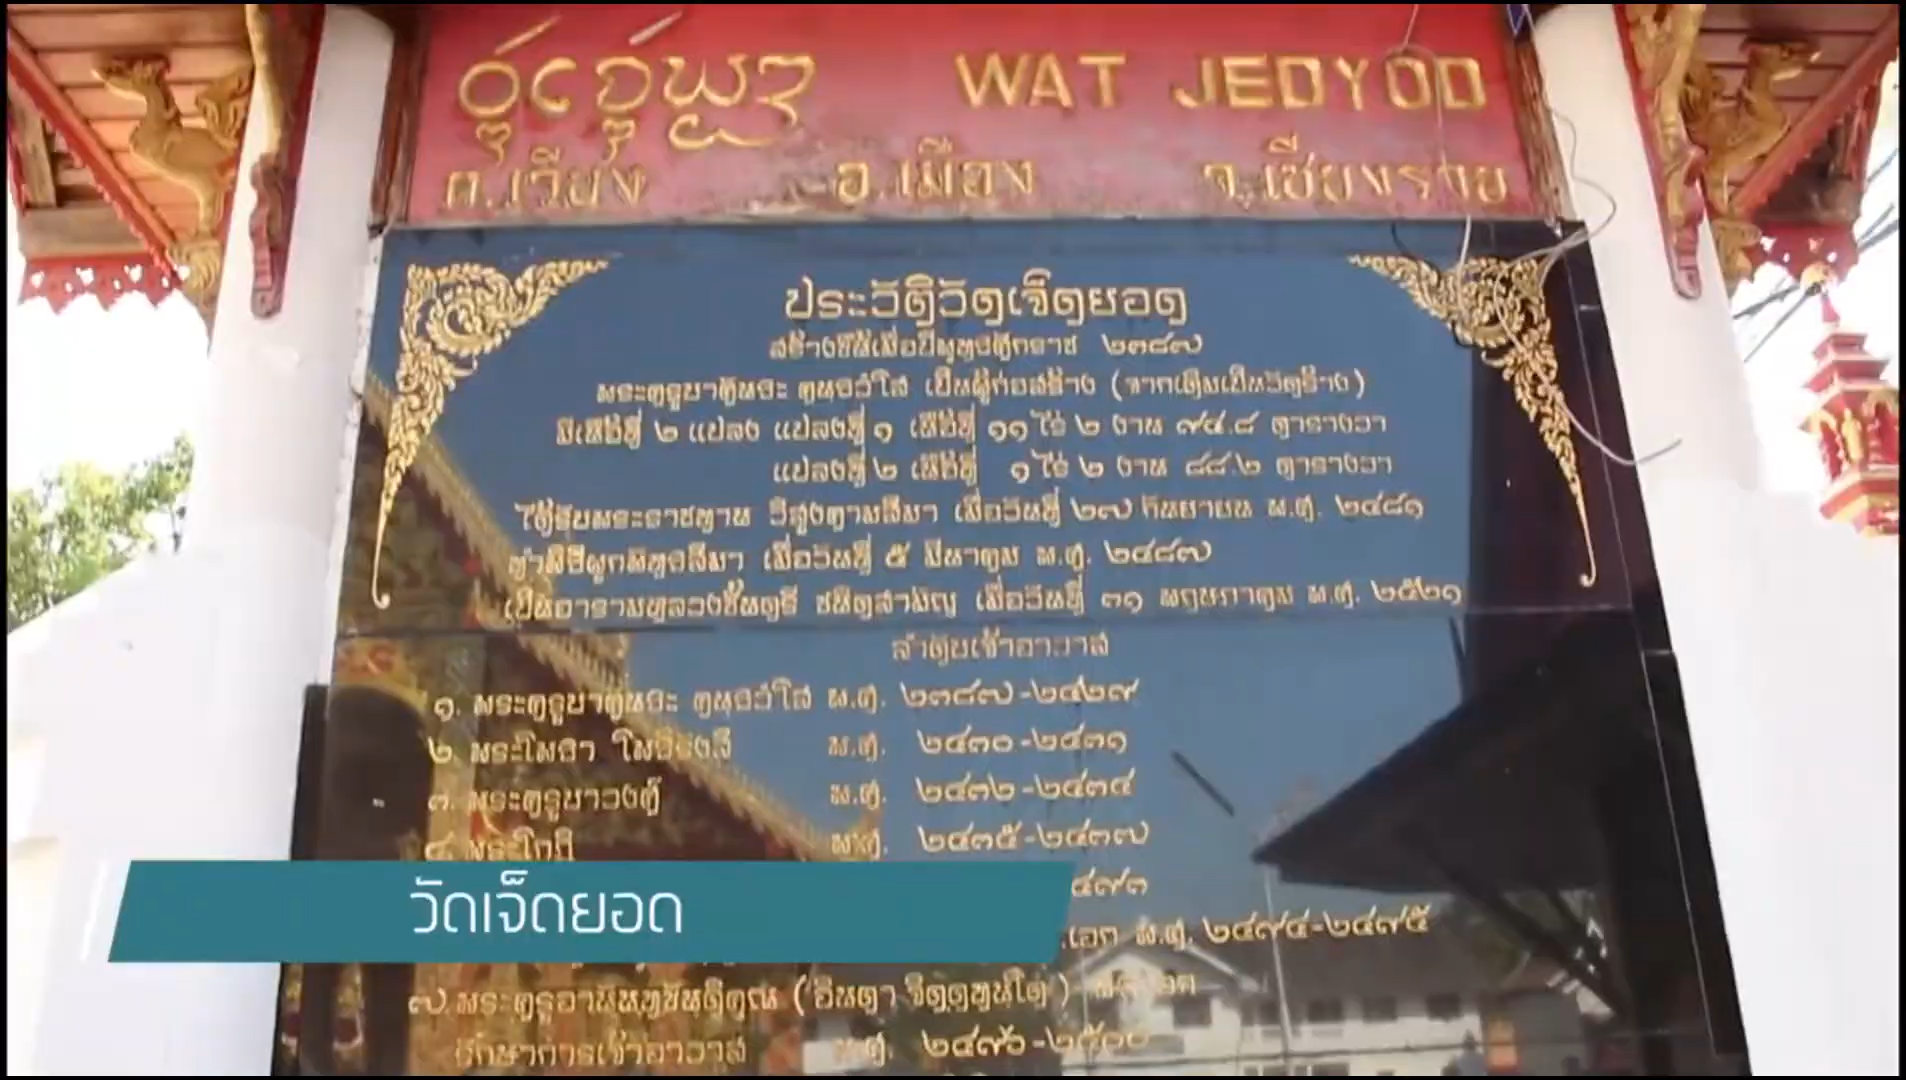 WAT JEDYOD
ต.เวียง อ.เมือง จ.เชียงราย
ประวัติวัดเจ็ดยอด
สร้างขึ้นเมื่อปีพุทธศักราช ๒๓๘๗
พระครูบาคันธะ คนฺธวํโส เป็นผู้ก่อสร้าง (จากเดิมเป็นวัดร้าง)
มีเนื้อที่ ๒ แปลง แปลงที่ ๑ เนื้อที่ ๑๑ ไร่ ๒ งาน ๙๔.๘ ตารางวา
แปลงที่ ๒ เนื้อที่ ๑ ไร่ ๒ งาน ๘๘.๒ ตารางวา
ได้รับพระราชทาน วิสุงคามสีมา เมื่อวันที่ ๒๗ กันยายน พ.ศ. ๒๔๘๑
ทำพิธีผูกพัทธสีมา เมื่อวันที่ ๕ มีนาคม พ.ศ. ๒๔๘๗
เป็นอารามหลวงชั้นตรี ชนิดสามัญ เมื่อวันที่ ๓๑ พฤษภาคม พ.ศ. ๒๕๒๑
ลำดับเจ้าอาวาส
๑. พระครูบาคันธะ คนฺธวํโส พ.ศ. ๒๓๘๗-๒๔๒๙
๒. พระโพธา โพธิรังสี พ.ศ. ๒๔๓๐-๒๔๓๑
๓. พระครูบาวงศ์ พ.ศ. ๒๔๓๒-๒๔๓๔
๔. พ.ศ. ๒๔๓๕-๒๔๓๗
๔๙๓
วัดเจ็ดยอด
เอก พ.ศ. ๒๔๙๔-๒๔๙๕
๗. (อินตา
รักษาการเจ้าอาวาส พ.ศ. ๒๔๙๖-๒๕๐๐